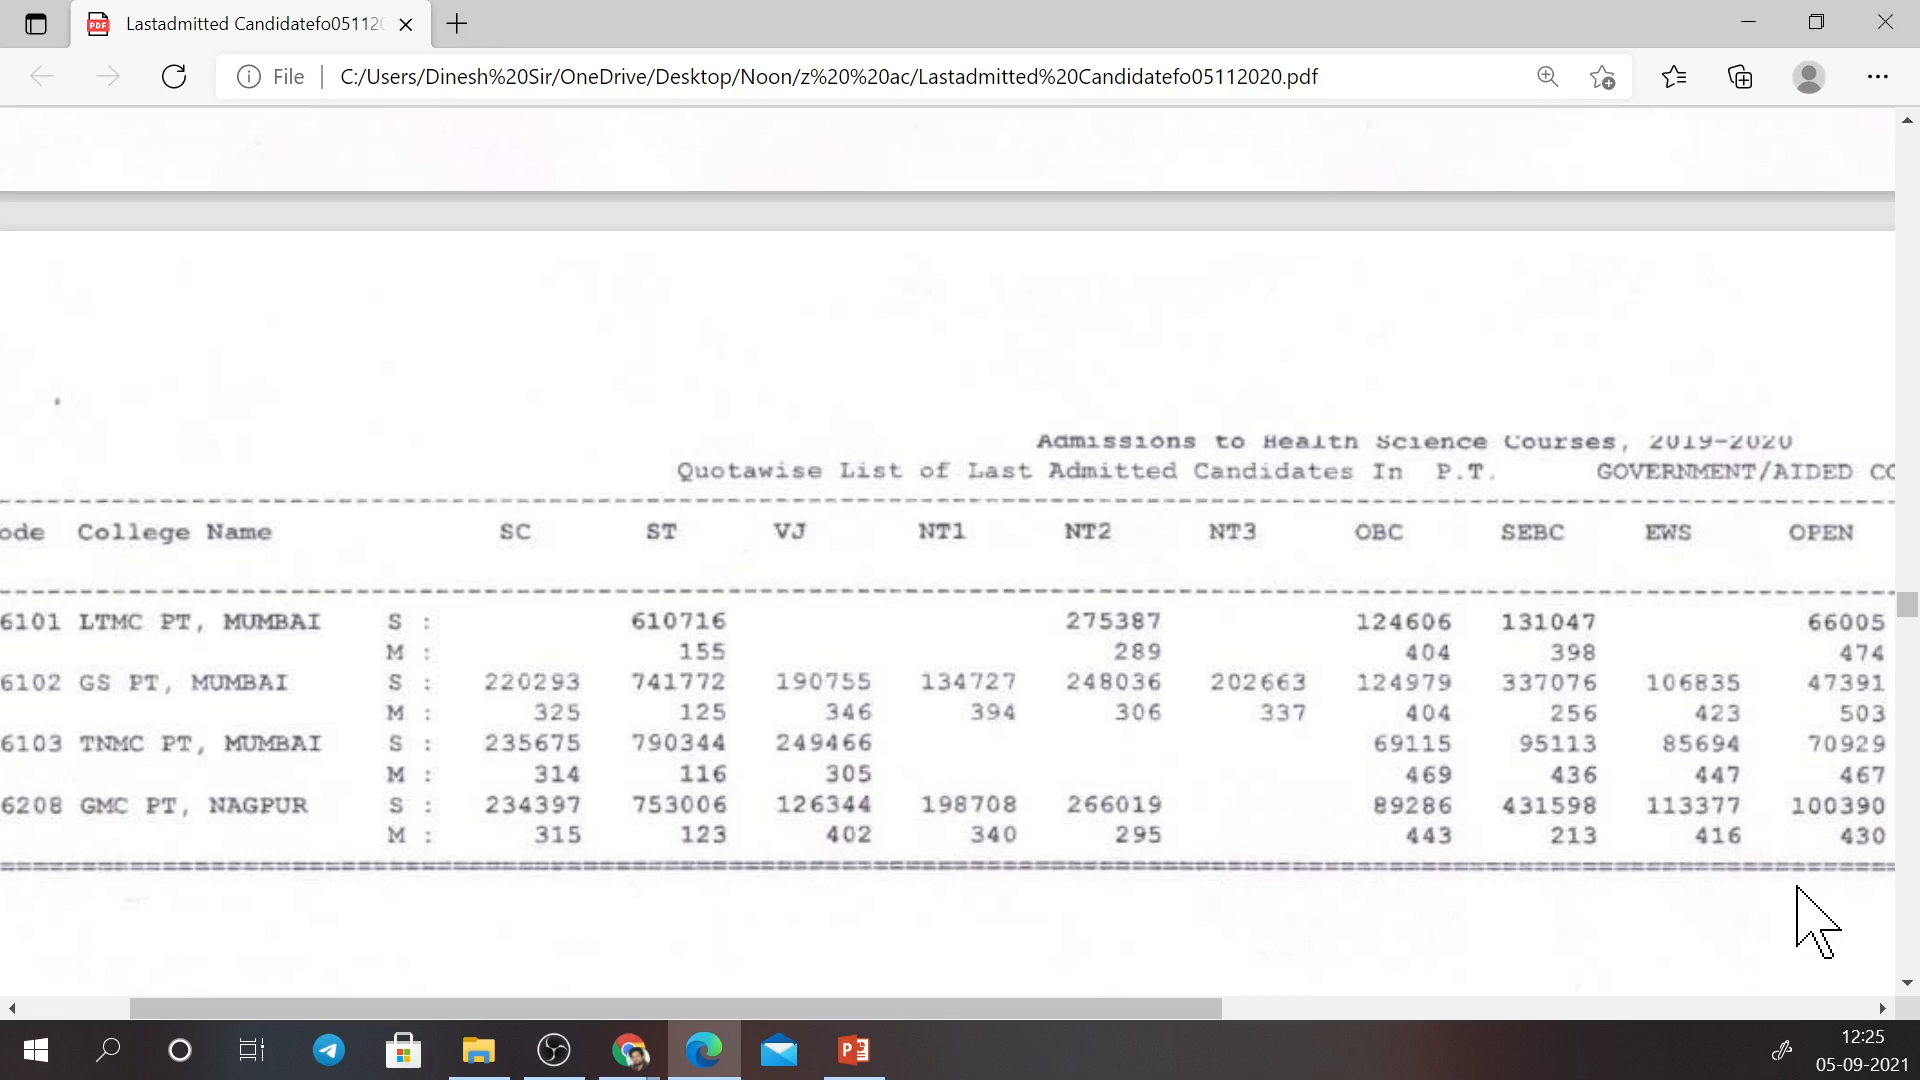 Lastadmitted Candidatefo05112
File
C:/Users/Dinesh%20Sir/OneDrive/Desktop/Noon/z%20%20ac/Lastadmitted%20Candidatefo05112020.pdf
Admissions to Health Science Courses, 2019-2020
Quotawise List of Last Admitted Candidates In P.T. GOVERNMENT/AIDED CO
ode College Name SC ST VJ NT1 NT2 NT3 OBC SEBC EWS OPEN
6101 LTMC PT, MUMBAI S : 610716 275387 124606 131047 66005
M : 155 289 404 398 474
6102 GS PT, MUMBAI S : 220293 741772 190755 134727 248036 202663 124979 337076 106835 47391
M : 325 125 346 394 306 337 404 256 423 503
6103 TNMC PT, MUMBAI S : 235675 790344 249466 69115 95113 85694 70929
M : 314 116 305 469 436 447 467
6208 GMC PT, NAGPUR S : 234397 753006 126344 198708 266019 89286 431598 113377 100390
M : 315 123 402 340 295 443 213 416 430
12:25
05-09-2021